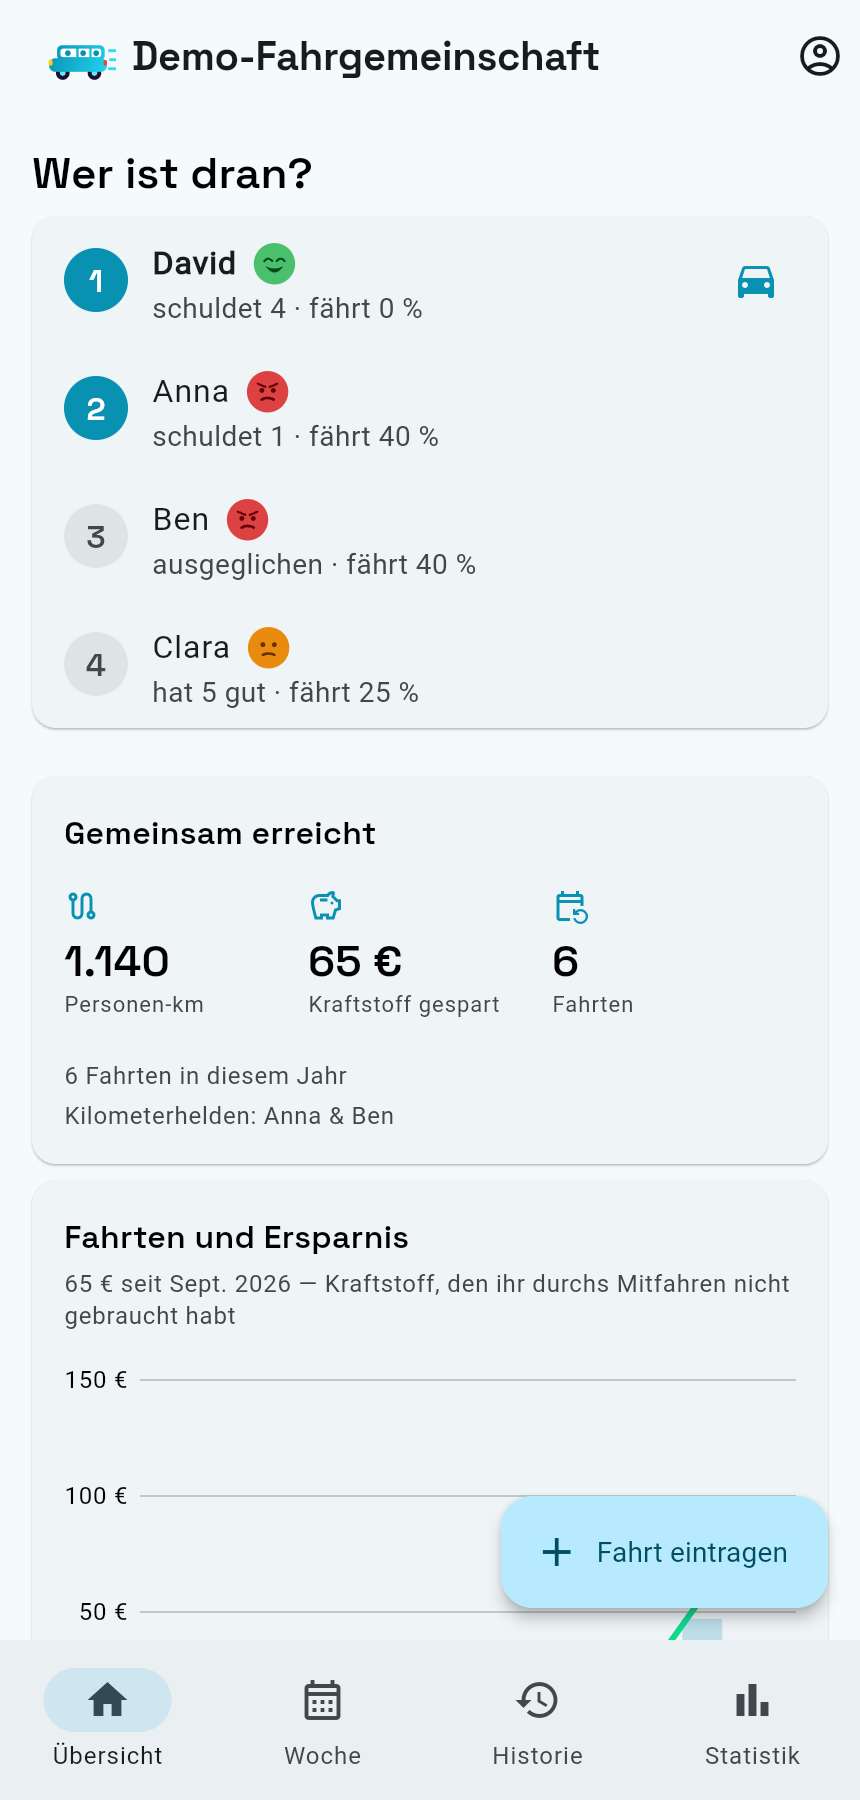 Demo-Fahrgemeinschaft
Wer ist dran?
1
David
schuldet 4 · fährt 0 %
2
Anna
schuldet 1 · fährt 40 %
3
Ben
ausgeglichen · fährt 40 %
4
Clara
hat 5 gut · fährt 25 %
Gemeinsam erreicht
1.140
Personen-km
65 €
Kraftstoff gespart
6
Fahrten
6 Fahrten in diesem Jahr
Kilometerhelden: Anna & Ben
Fahrten und Ersparnis
65 € seit Sept. 2026 — Kraftstoff, den ihr durchs Mitfahren nicht
gebraucht habt
150 €
100 €
Fahrt eintragen
50 €
Übersicht
Woche
Historie
Statistik